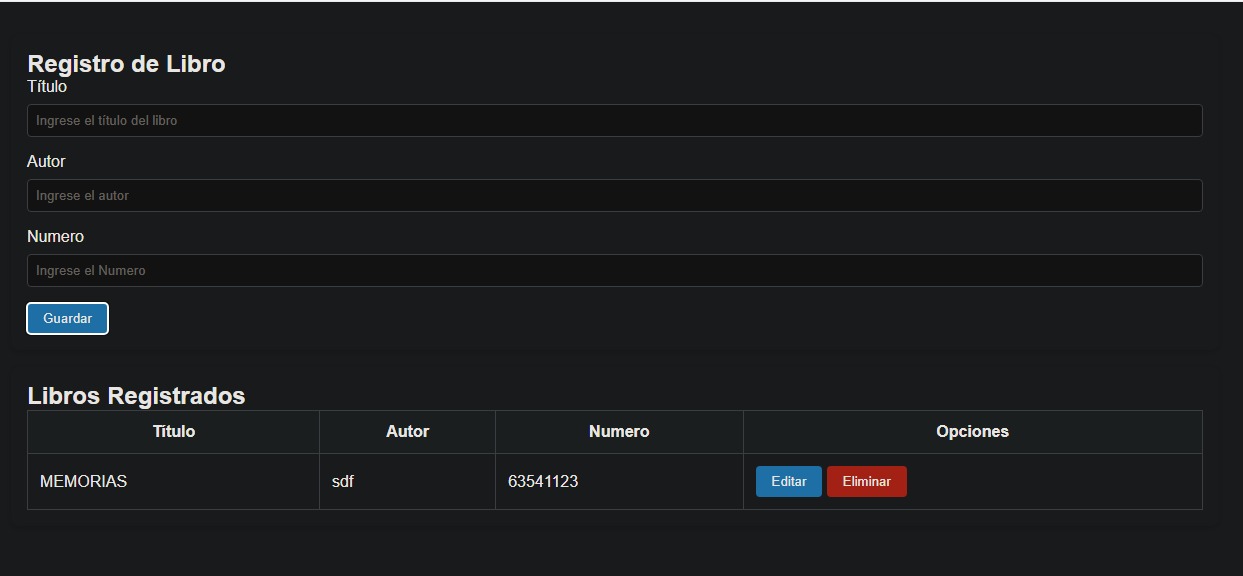 Registro de Libro
Título
Ingrese el título del libro
Autor
Ingrese el autor
Numero
Ingrese el Numero
Guardar
Libros Registrados
Título Autor Numero Opciones
MEMORIAS sdf 63541123 Editar Eliminar